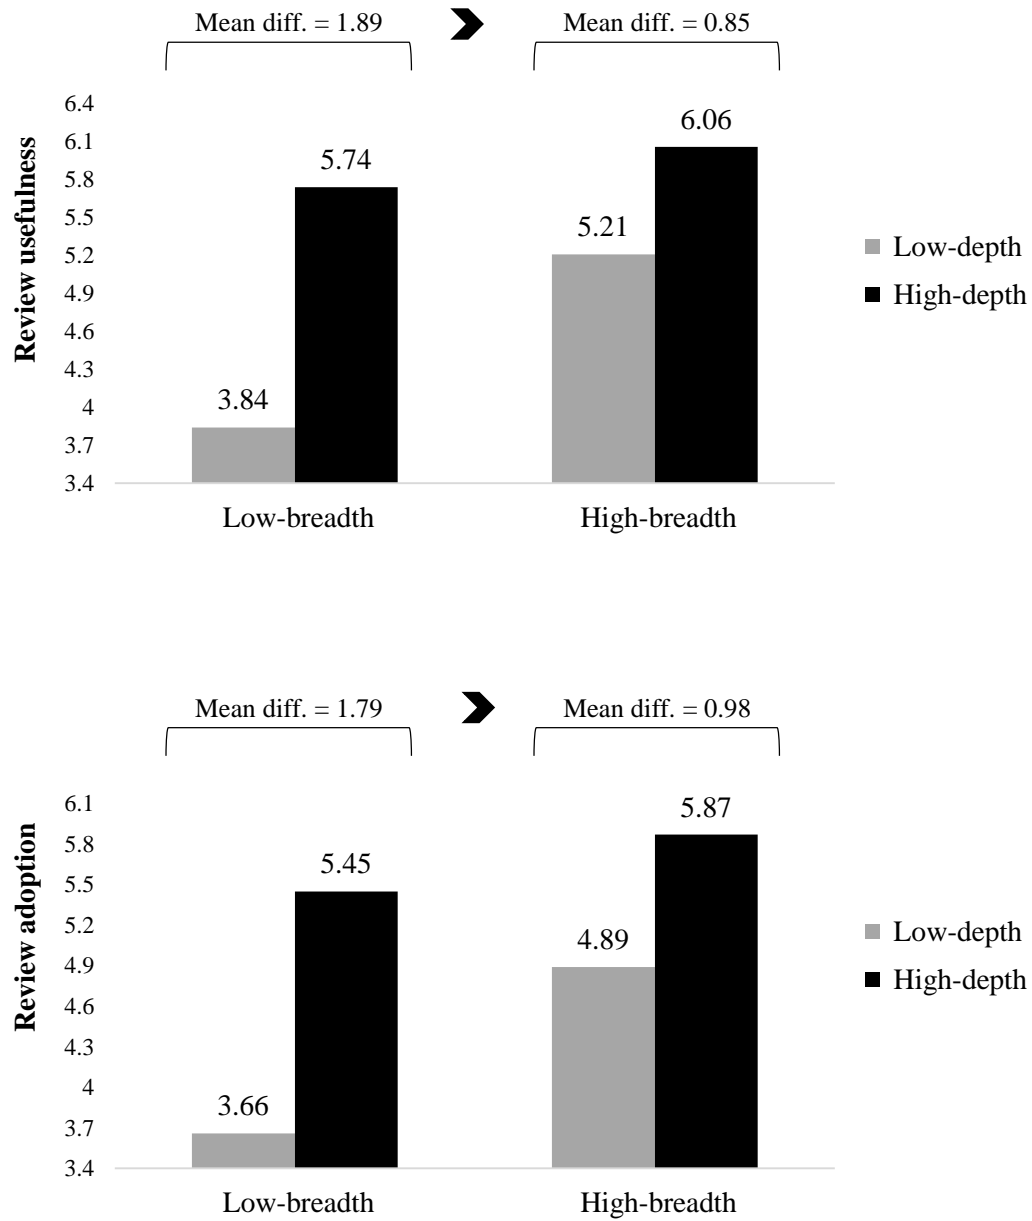 Mean diff. = 1.89
Mean diff. = 0.85
Review usefulness
6.4
6.1
5.8
5.5
5.2
4.9
4.6
4.3
4
3.7
3.4
3.84
5.74
5.21
6.06
Low-breadth
High-breadth
Low-depth
High-depth
Mean diff. = 1.79
Mean diff. = 0.98
Review adoption
6.1
5.8
5.5
5.2
4.9
4.6
4.3
4
3.7
3.4
3.66
5.45
4.89
5.87
Low-breadth
High-breadth
Low-depth
High-depth